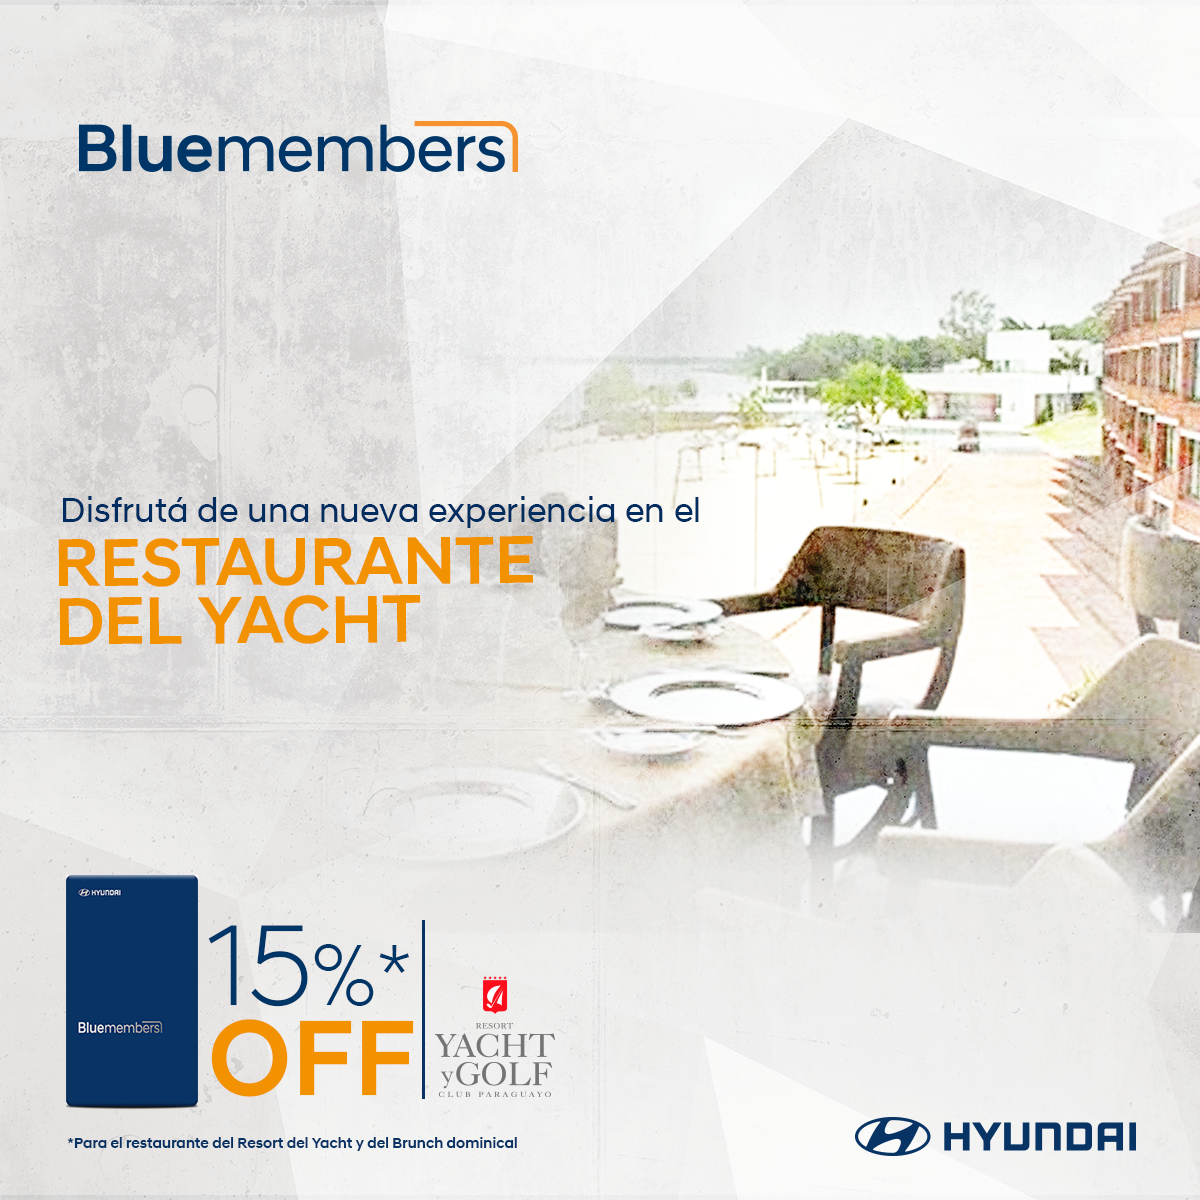 Bluemembers
Disfrutá de una nueva experiencia en el
RESTAURANTE
DEL YACHT
HYUNDAI
Bluemembers
15%*
OFF
RESORT
YACHT
y GOLF
CLUB PARAGUAYO
*Para el restaurante del Resort del Yacht y del Brunch dominical
HYUNDAI